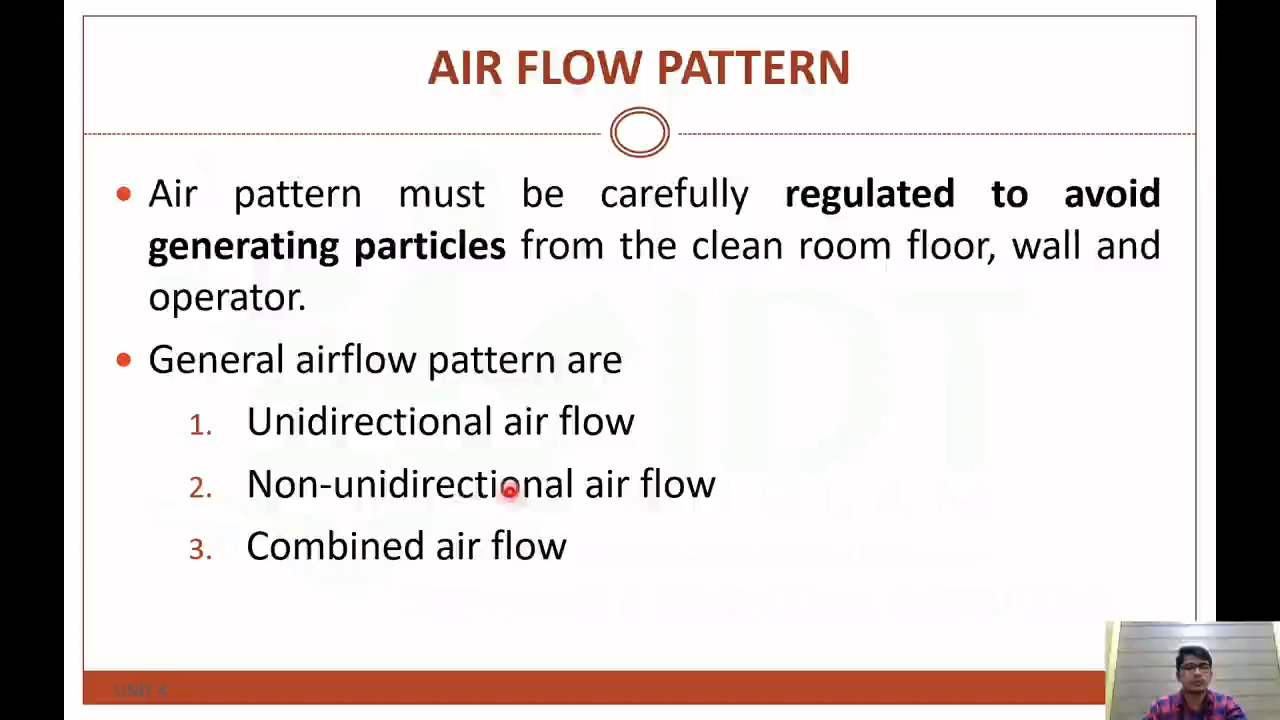 AIR FLOW PATTERN
• Air pattern must be carefully regulated to avoid
generating particles from the clean room floor, wall and
operator.
• General airflow pattern are
1. Unidirectional air flow
2. Non-unidirectional air flow
3. Combined air flow
UNIT 4